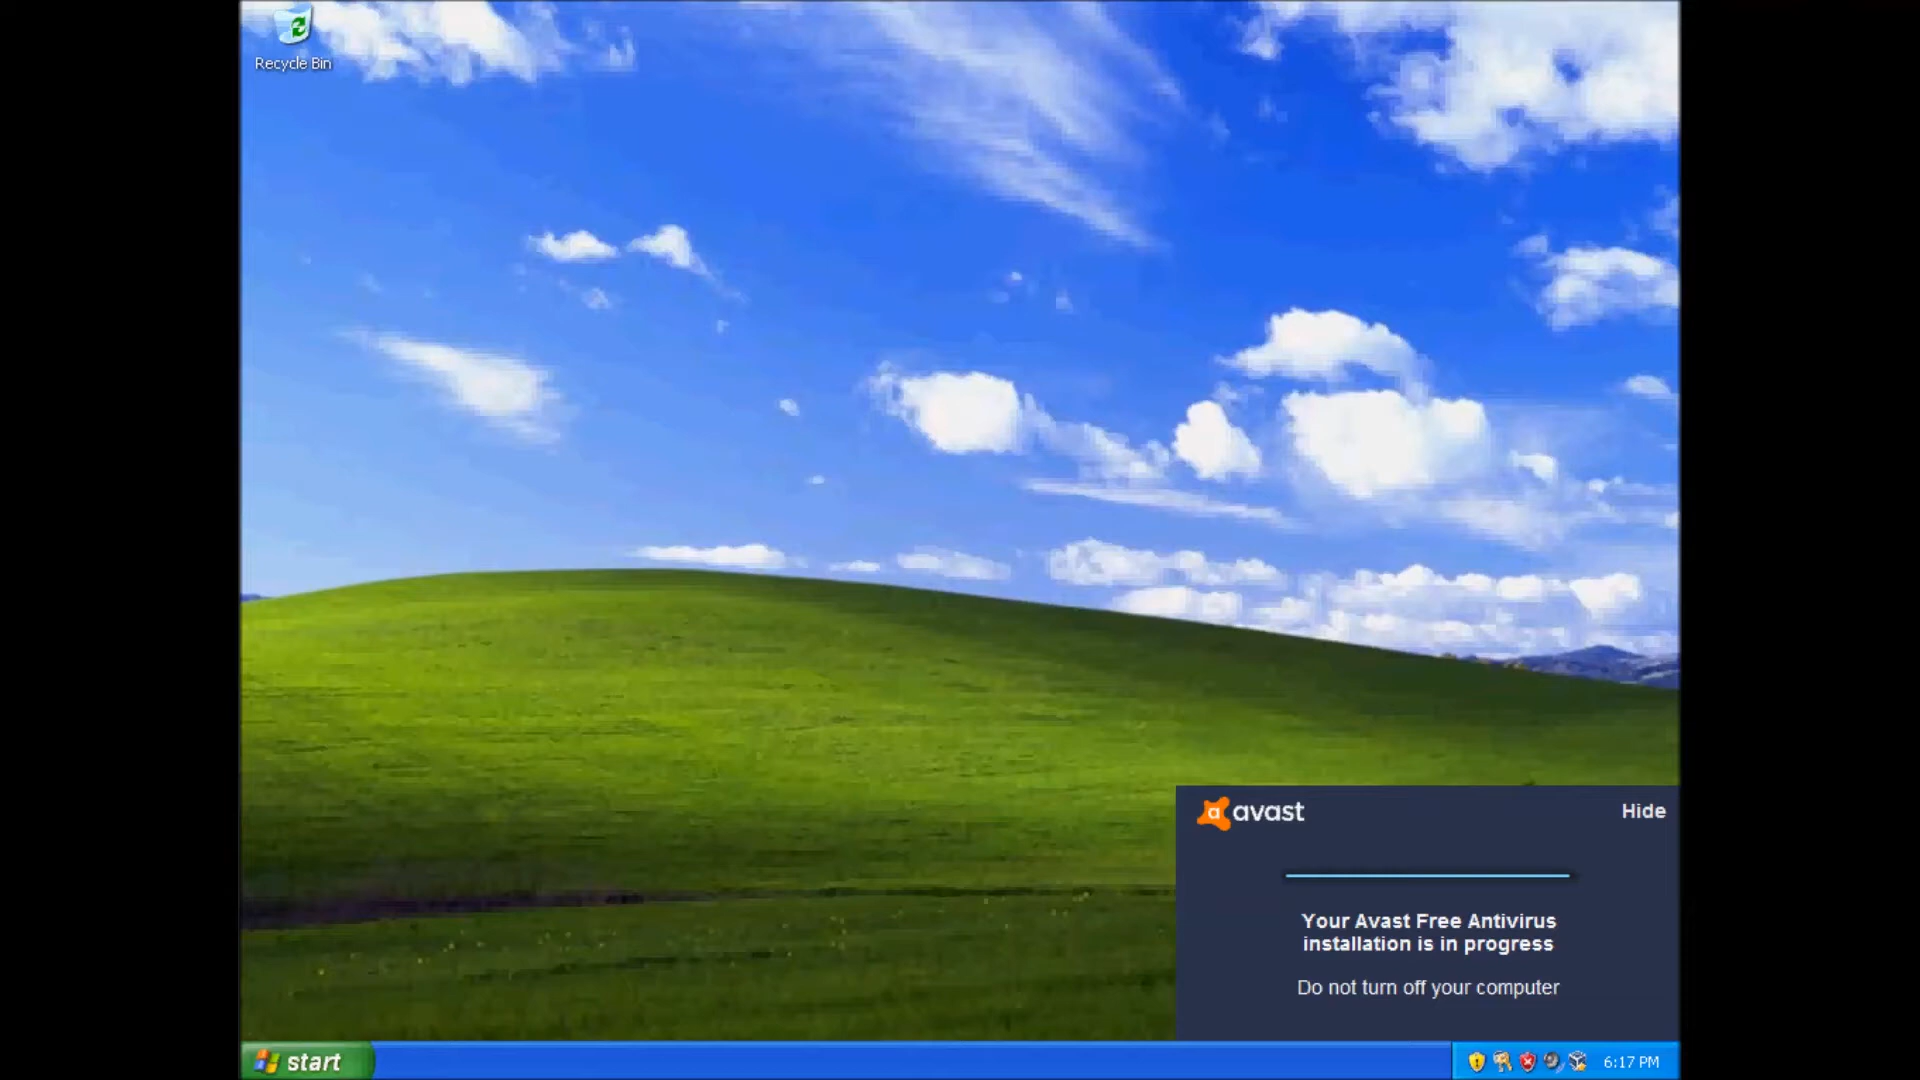 Recycle Bin
avast
Hide
Your Avast Free Antivirus
installation is in progress
Do not turn off your computer
start
6:17 PM